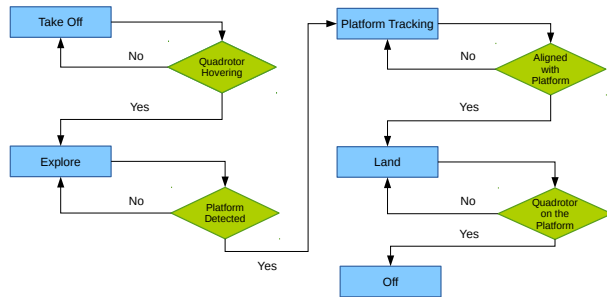 Take Off
No
Quadrotor
Hovering
Yes
Explore
No
Platform
Detected
Yes
Platform Tracking
No
Aligned
with
Platform
Yes
Land
No
Quadrotor
on the
Platform
Yes
Off